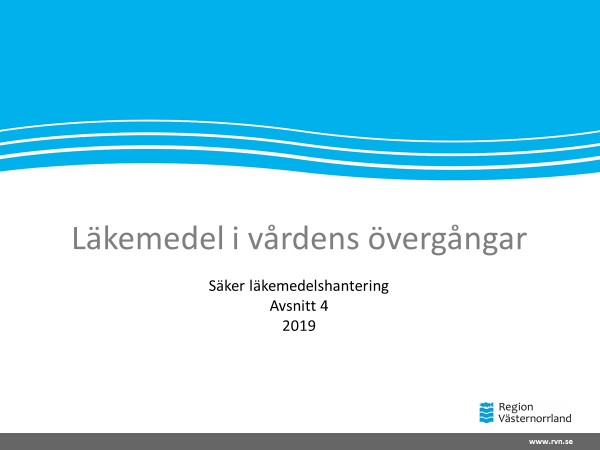 Läkemedel i vårdens övergångar
Säker läkemedelshantering
Avsnitt 4
2019
Region
Västernorrland
www.rvn.se